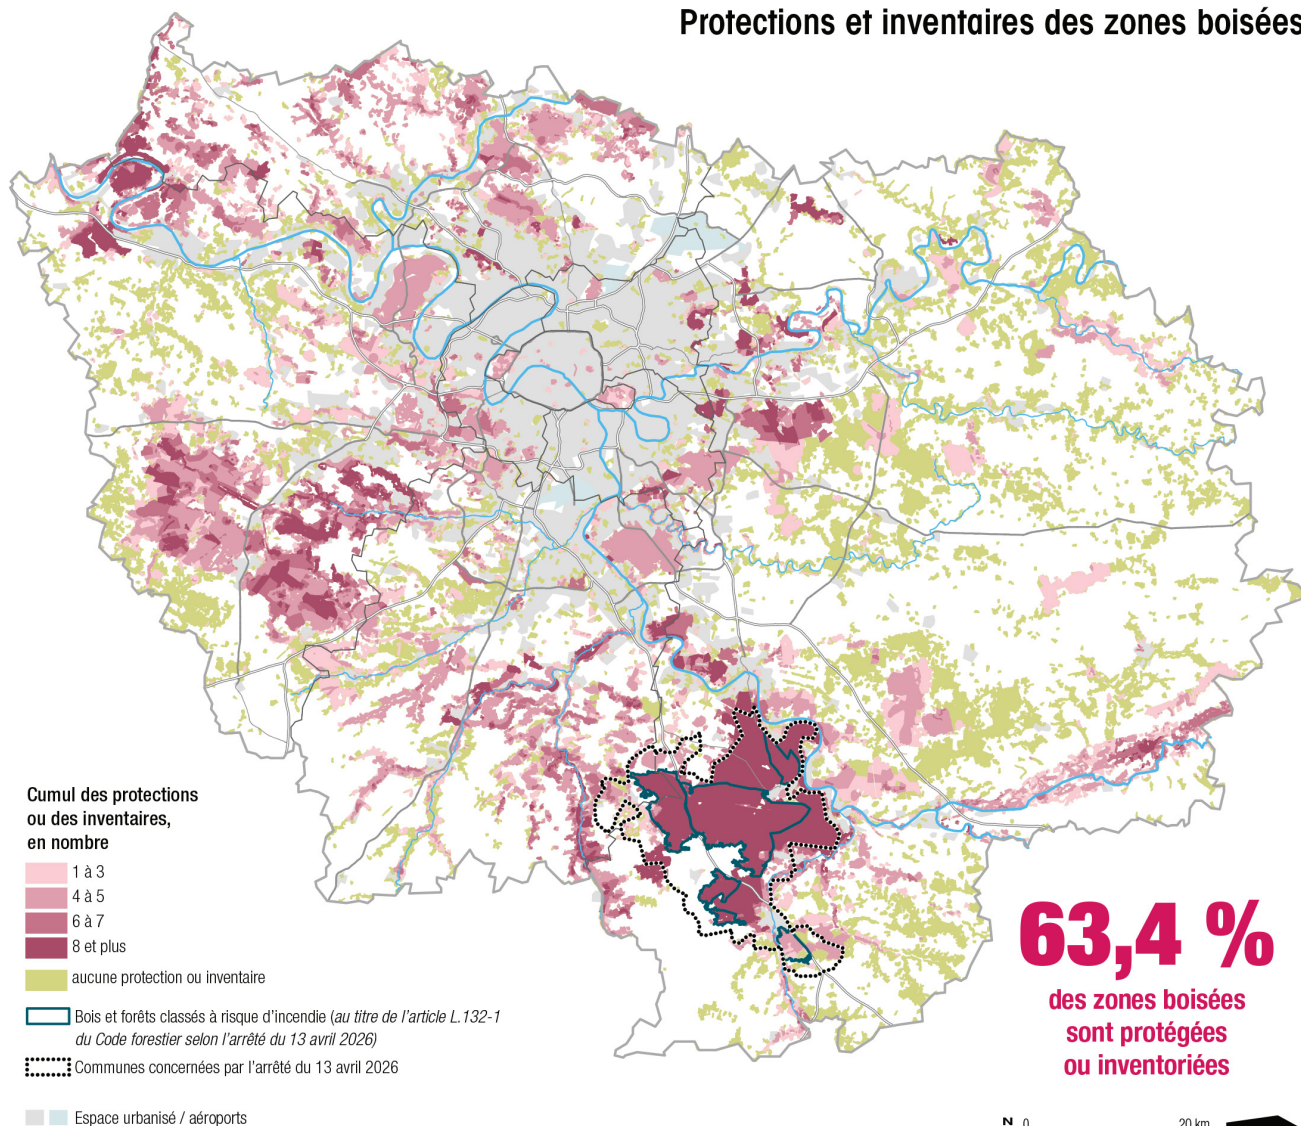 Protections et inventaires des zones boisées
Cumul des protections
ou des inventaires,
en nombre
1 à 3
4 à 5
6 à 7
8 et plus
aucune protection ou inventaire
Bois et forêts classés à risque d'incendie (au titre de l'article L.132-1
du Code forestier selon l'arrêté du 13 avril 2026)
Communes concernées par l'arrêté du 13 avril 2026
Espace urbanisé / aéroports
63,4 %
des zones boisées
sont protégées
ou inventoriées
N 0 20 km